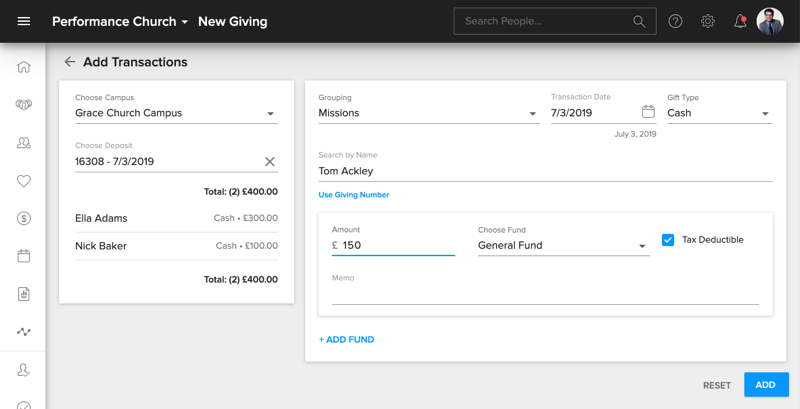 Performance Church New Giving
Search People...
Add Transactions
Choose Campus
Grace Church Campus
Choose Deposit
16308 - 7/3/2019
Total: (2) £400.00
Ella Adams Cash • £300.00
Nick Baker Cash • £100.00
Total: (2) £400.00
Grouping
Missions
Transaction Date
7/3/2019
July 3, 2019
Gift Type
Cash
Search by Name
Tom Ackley
Use Giving Number
Amount
£ 150
Choose Fund
General Fund
Tax Deductible
Memo
+ ADD FUND
RESET
ADD